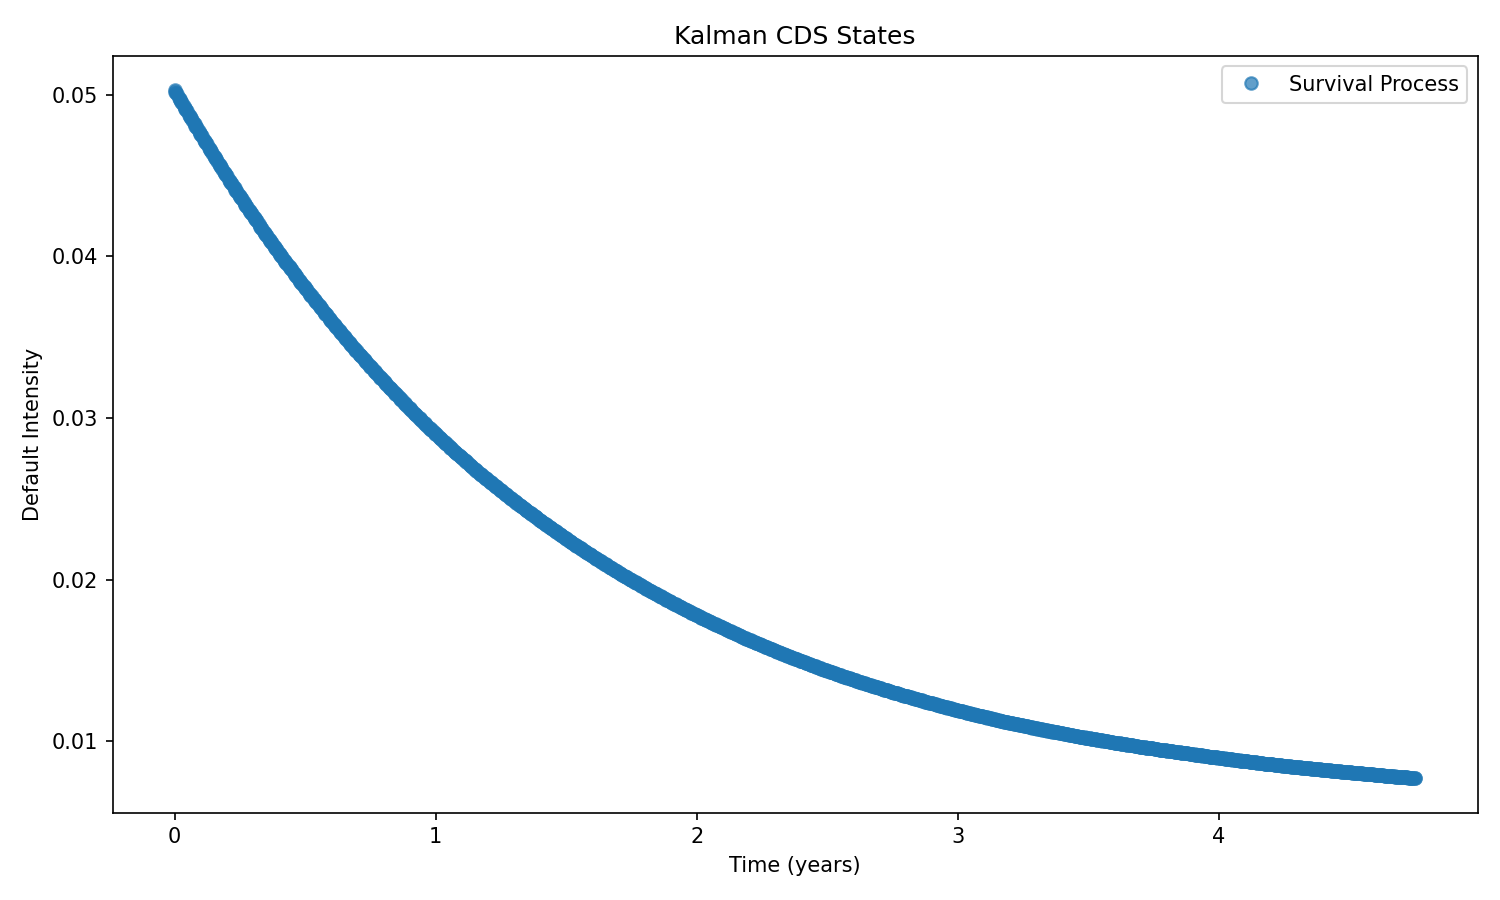 Kalman CDS States
Survival Process
Default Intensity
0.05
0.04
0.03
0.02
0.01
0 1 2 3 4
Time (years)